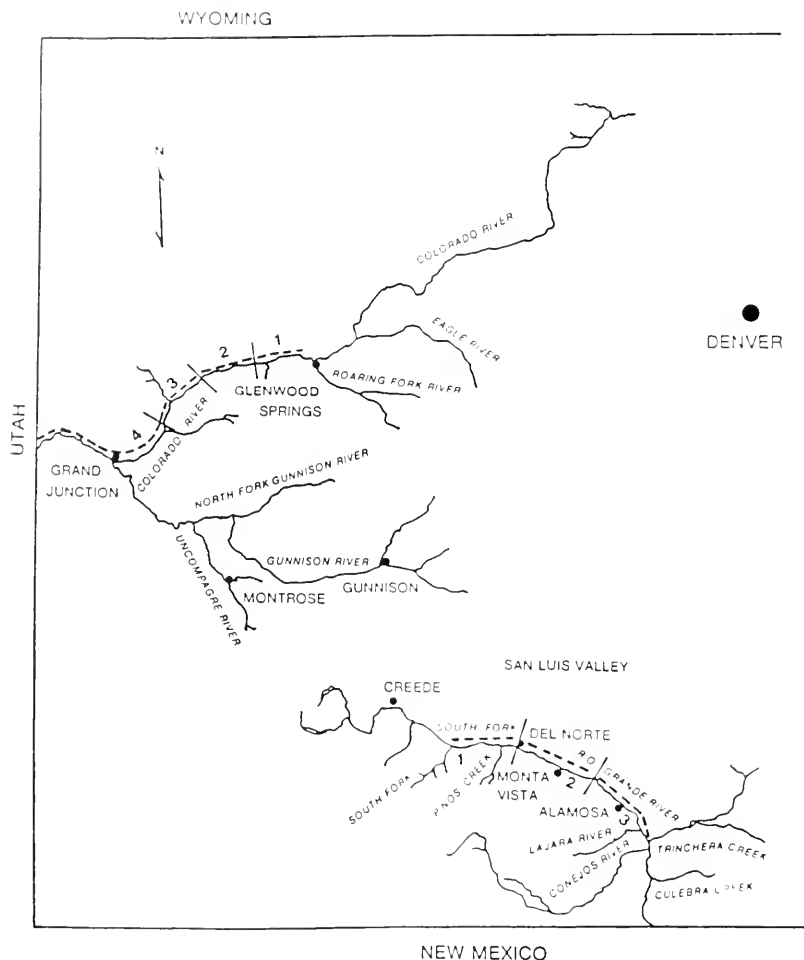 WYOMING
N
COLORADO RIVER
DENVER
EAGLE RIVER
1
2
ROARING FORK RIVER
GLENWOOD
SPRINGS
3
4
COLORADO RIVER
UTAH
GRAND
JUNCTION
NORTH FORK GUNNISON RIVER
GUNNISON RIVER
GUNNISON
UNCOMPAGRE RIVER
MONTROSE
SAN LUIS VALLEY
CREEDE
SOUTH FORK
DEL NORTE
RIO GRANDE RIVER
1
SOUTH FORK
CREEK
MONTA
VISTA
2
ALAMOSA
3
LAJARA RIVER
CONEJOS RIVER
TRINCHERA CREEK
CULEBRA
NEW MEXICO